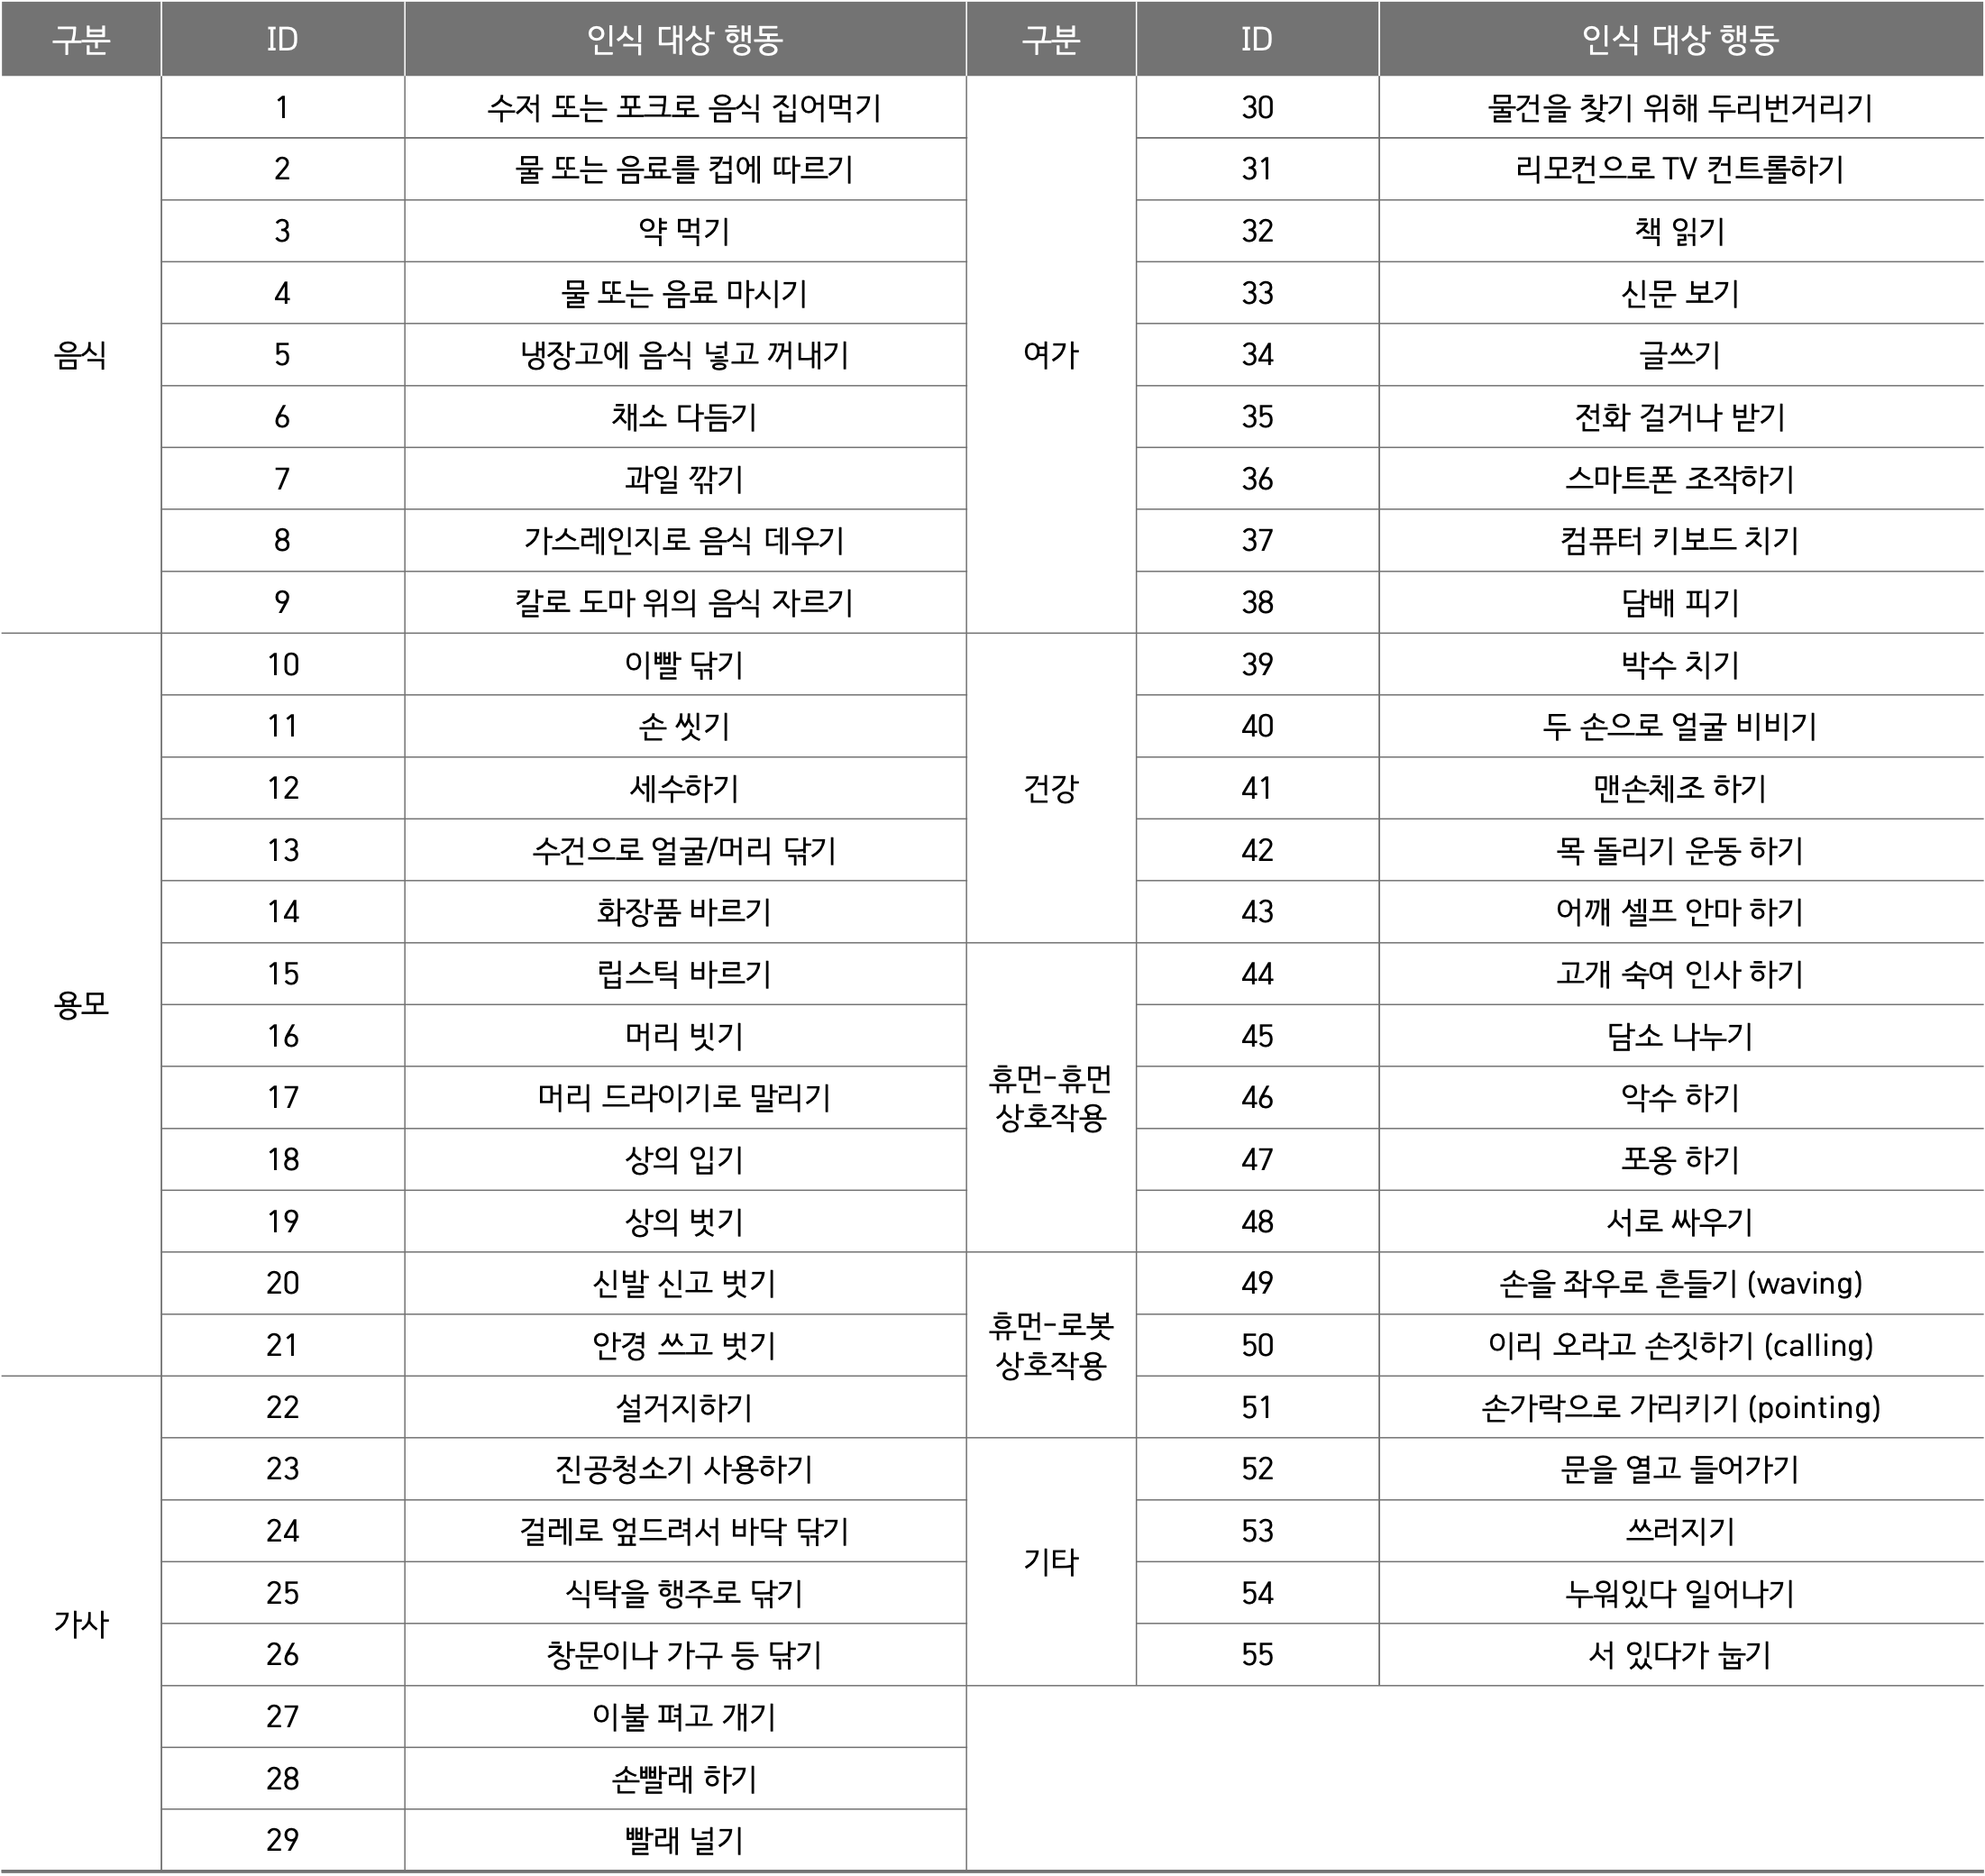 구분 ID 인식 대상 행동 구분 ID 인식 대상 행동
음식
1 수저 또는 포크로 음식 집어먹기
2 물 또는 음료를 컵에 따르기
3 약 먹기
4 물 또는 음료 마시기
5 냉장고에 음식 넣고 꺼내기
6 채소 다듬기
7 과일 깎기
8 가스레인지로 음식 데우기
9 칼로 도마 위의 음식 자르기
용모
10 이빨 닦기
11 손 씻기
12 세수하기
13 수건으로 얼굴/머리 닦기
14 화장품 바르기
15 립스틱 바르기
16 머리 빗기
17 머리 드라이기로 말리기
18 상의 입기
19 상의 벗기
20 신발 신고 벗기
21 안경 쓰고 벗기
가사
22 설거지하기
23 진공청소기 사용하기
24 걸레로 엎드려서 바닥 닦기
25 식탁을 행주로 닦기
26 창문이나 가구 등 닦기
27 이불 펴고 개기
28 손빨래 하기
29 빨래 널기
여가
30 물건을 찾기 위해 두리번거리기
31 리모컨으로 TV 컨트롤하기
32 책 읽기
33 신문 보기
34 글쓰기
35 전화 걸거나 받기
36 스마트폰 조작하기
37 컴퓨터 키보드 치기
38 담배 피기
건강
39 박수 치기
40 두 손으로 얼굴 비비기
41 맨손체조 하기
42 목 돌리기 운동 하기
43 어깨 셀프 안마 하기
휴먼-휴먼
상호작용
44 고개 숙여 인사 하기
45 담소 나누기
46 악수 하기
47 포옹 하기
48 서로 싸우기
휴먼-로봇
상호작용
49 손을 좌우로 흔들기 (waving)
50 이리 오라고 손짓하기 (calling)
51 손가락으로 가리키기 (pointing)
기타
52 문을 열고 들어가기
53 쓰러지기
54 누워있다 일어나기
55 서 있다가 눕기